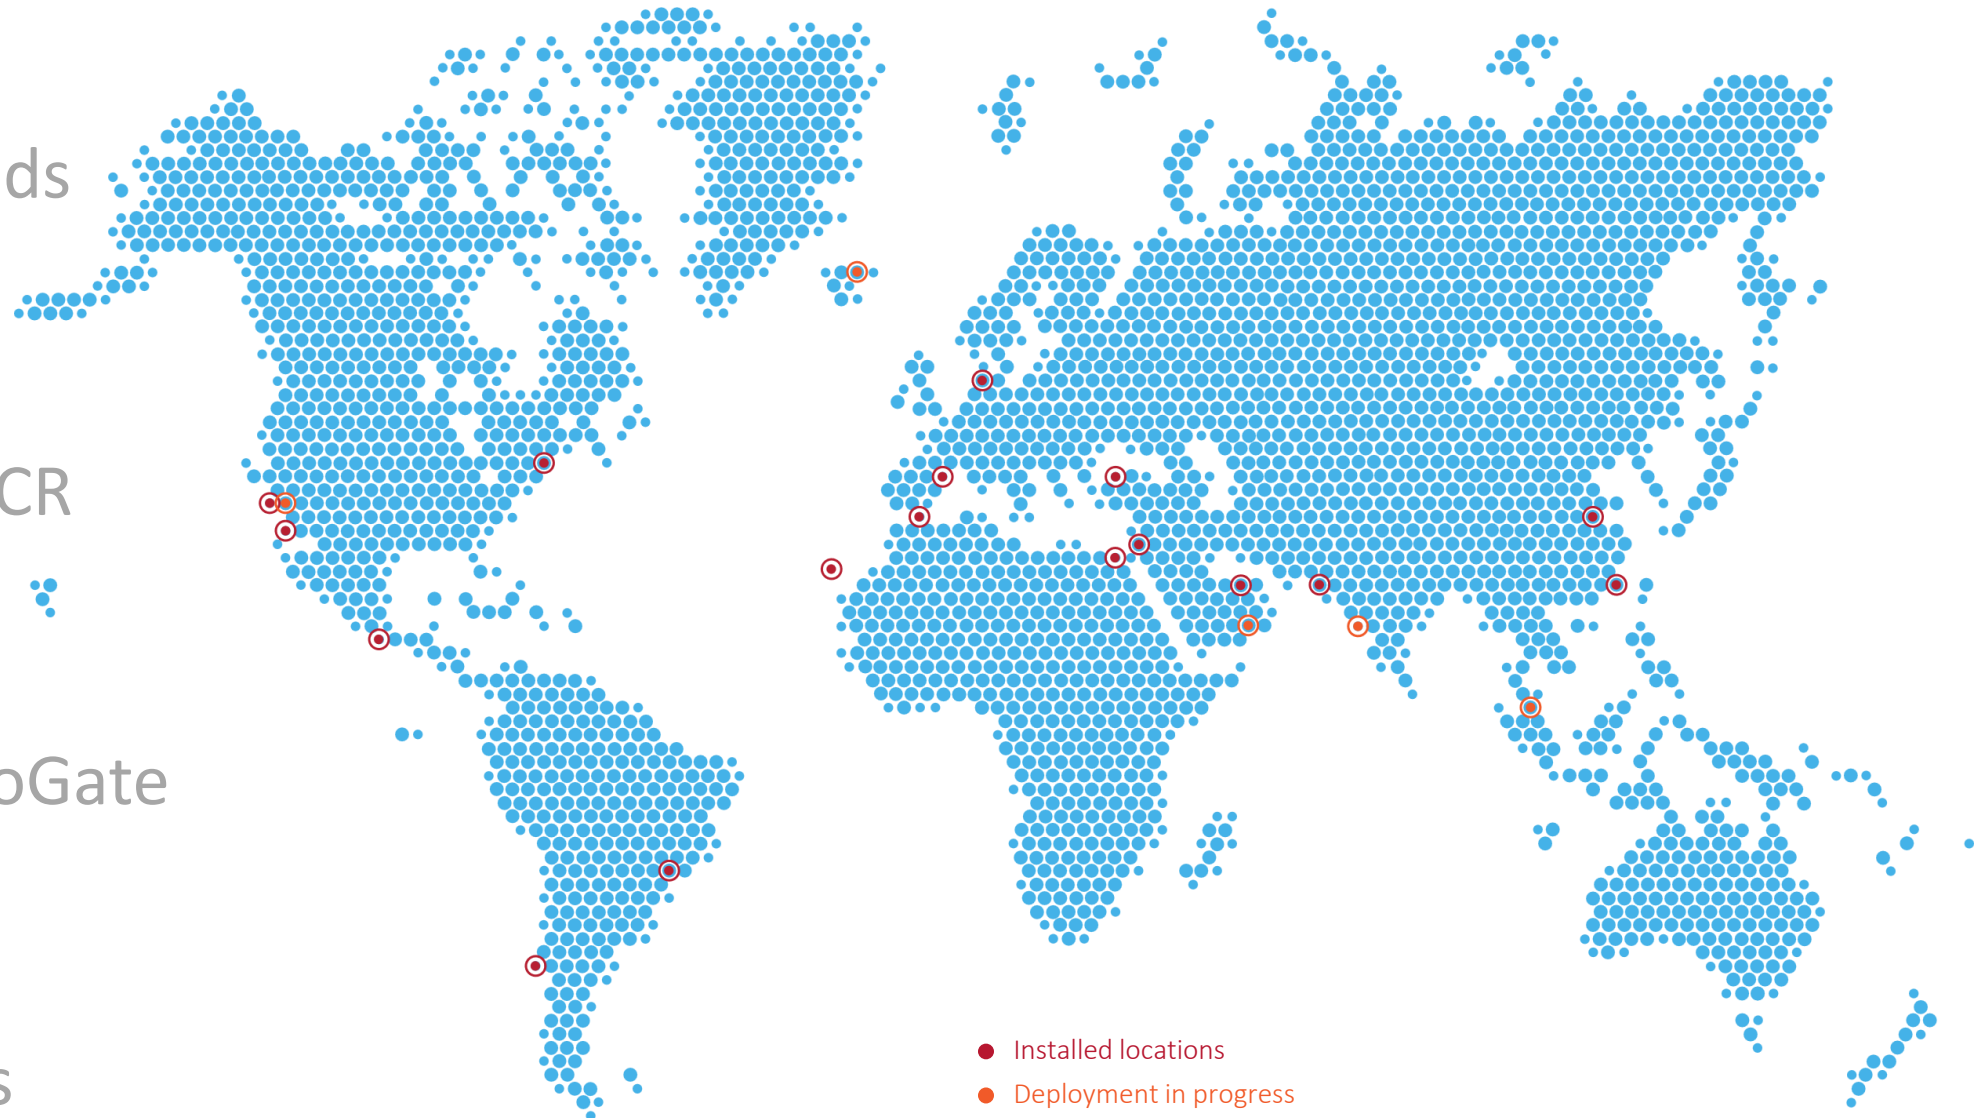 ds
CR
oGate
s
Installed locations
Deployment in progress